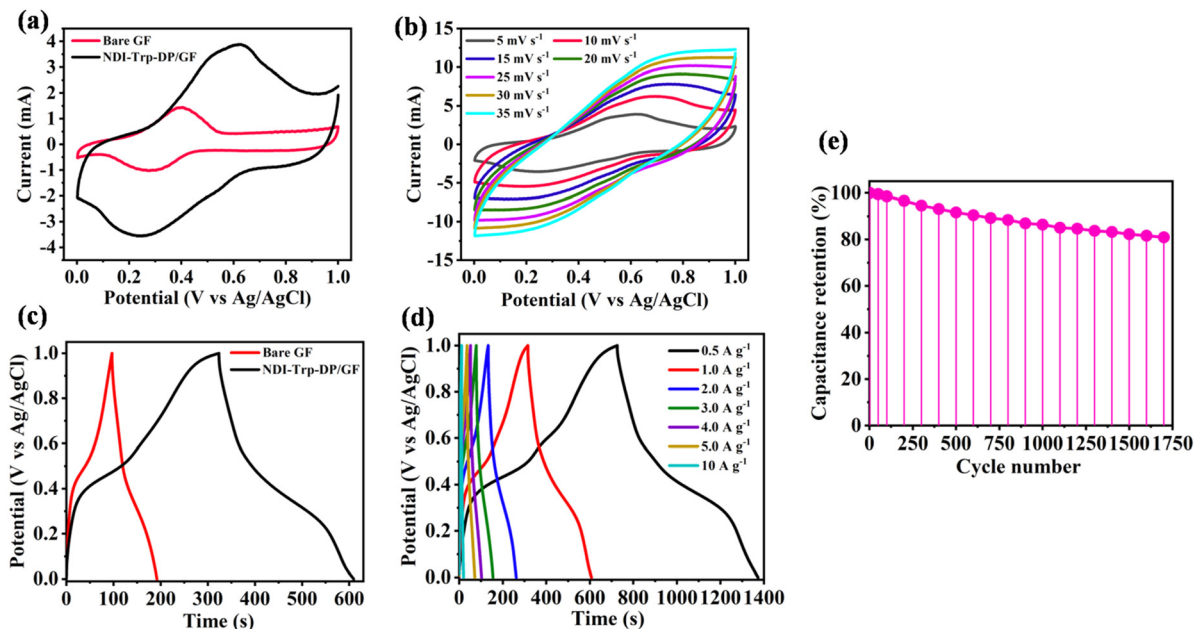 (a)
Bare GF
NDI-Trp-DP/GF
4
3
2
1
0
-1
-2
-3
-4
Current (mA)
0.0 0.2 0.4 0.6 0.8 1.0
Potential (V vs Ag/AgCl)
(b)
5 mV s-1 10 mV s-1
15 mV s-1 20 mV s-1
25 mV s-1
30 mV s-1
35 mV s-1
15
10
5
0
-5
-10
-15
Current (mA)
0.0 0.2 0.4 0.6 0.8 1.0
Potential (V vs Ag/AgCl)
(c)
Bare GF
NDI-Trp-DP/GF
1.0
0.8
0.6
0.4
0.2
0.0
Potential (V vs Ag/AgCl)
0 100 200 300 400 500 600
Time (s)
(d)
0.5 A g-1
1.0 A g-1
2.0 A g-1
3.0 A g-1
4.0 A g-1
5.0 A g-1
10 A g-1
1.0
0.8
0.6
0.4
0.2
0.0
Potential (V vs Ag/AgCl)
0 200 400 600 800 1000 1200 1400
Time (s)
(e)
100
80
60
40
20
0
Capacitance retention (%)
0 250 500 750 1000 1250 1500 1750
Cycle number